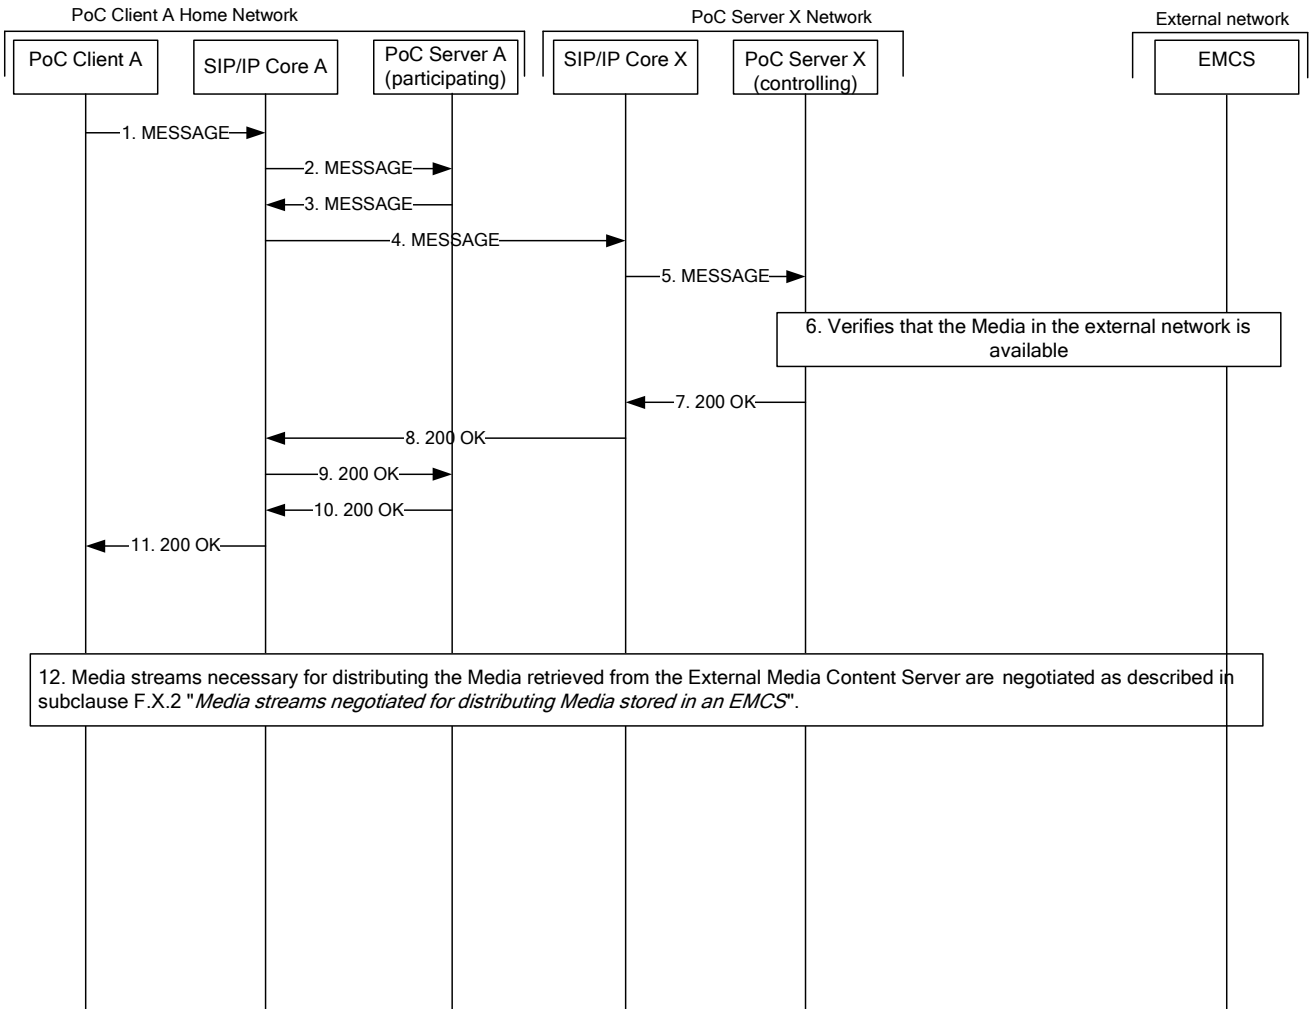 PoC Client A Home Network
PoC Server X Network
External network
PoC Client A
SIP/IP Core A
PoC Server A
(participating)
SIP/IP Core X
PoC Server X
(controlling)
EMCS
1. MESSAGE
2. MESSAGE
3. MESSAGE
4. MESSAGE
5. MESSAGE
6. Verifies that the Media in the external network is
available
7. 200 OK
8. 200 OK
9. 200 OK
10. 200 OK
11. 200 OK
12. Media streams necessary for distributing the Media retrieved from the External Media Content Server are negotiated as described in
subclause F.X.2 "Media streams negotiated for distributing Media stored in an EMCS".